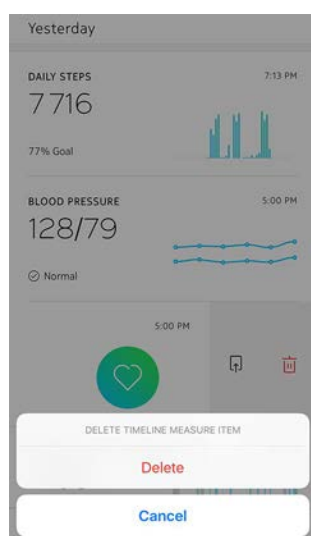 Yesterday
DAILY STEPS
7:13 PM
7 716
77% Goal
BLOOD PRESSURE
5:00 PM
128/79
Normal
5:00 PM
DELETE TIMELINE MEASURE ITEM
Delete
Cancel